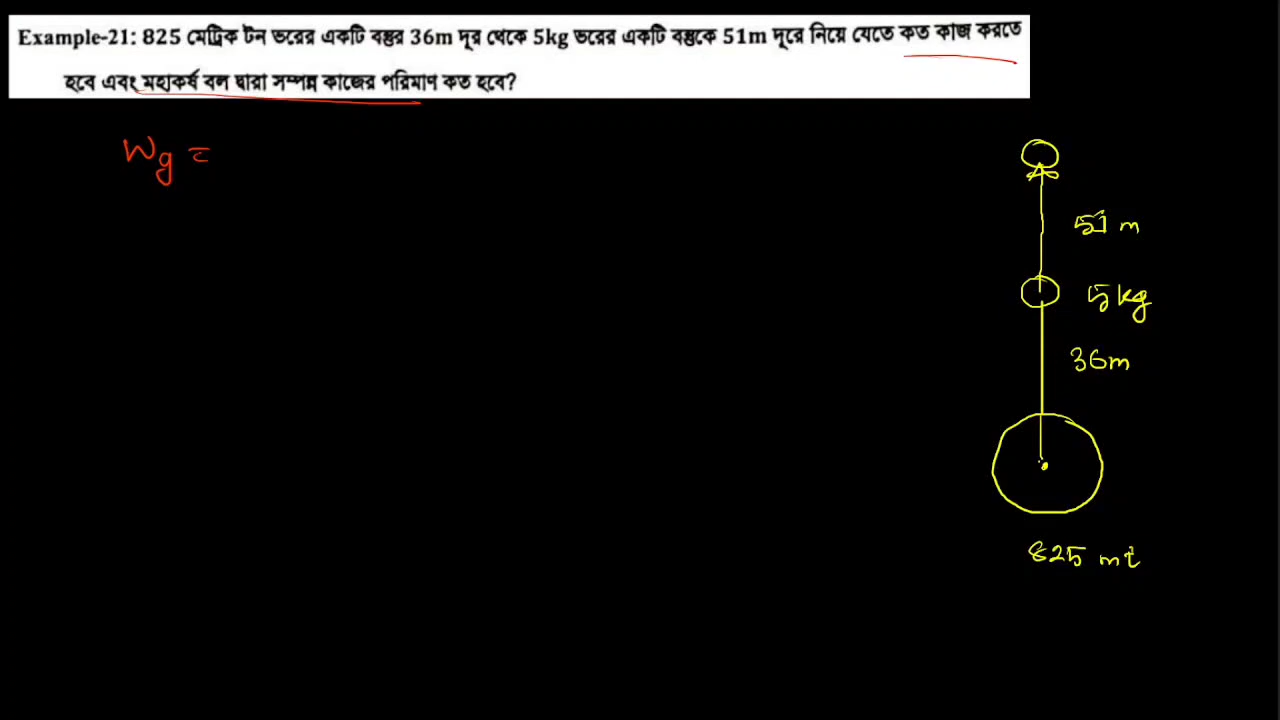 Example-21: 825 মেট্রিক টন ভরের একটি বস্তুর 36m দূর থেকে 5kg ভরের একটি বস্তুকে 51m দূরে নিয়ে যেতে কত কাজ করতে
হবে এবং মহাকর্ষ বল দ্বারা সম্পন্ন কাজের পরিমাণ কত হবে?
Wg =
51 m
5kg
36m
825 mt